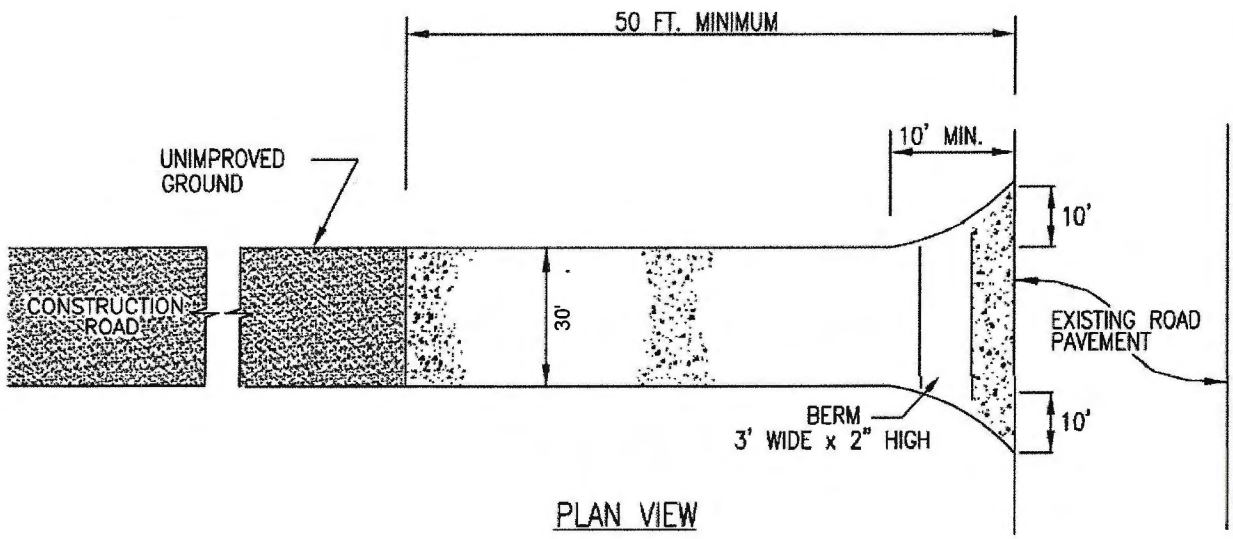 50 FT. MINIMUM
10' MIN.
UNIMPROVED
GROUND
10'
CONSTRUCTION
ROAD
30'
EXISTING ROAD
PAVEMENT
BERM
3' WIDE x 2" HIGH
10'
PLAN VIEW